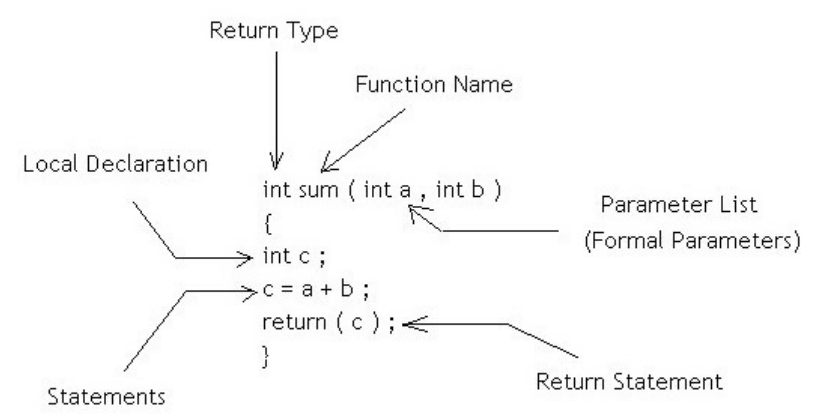 Return Type
Function Name
Local Declaration
int sum ( int a , int b )
Parameter List
(Formal Parameters)
{
int c ;
c = a + b ;
return ( c ) ;
}
Return Statement
Statements